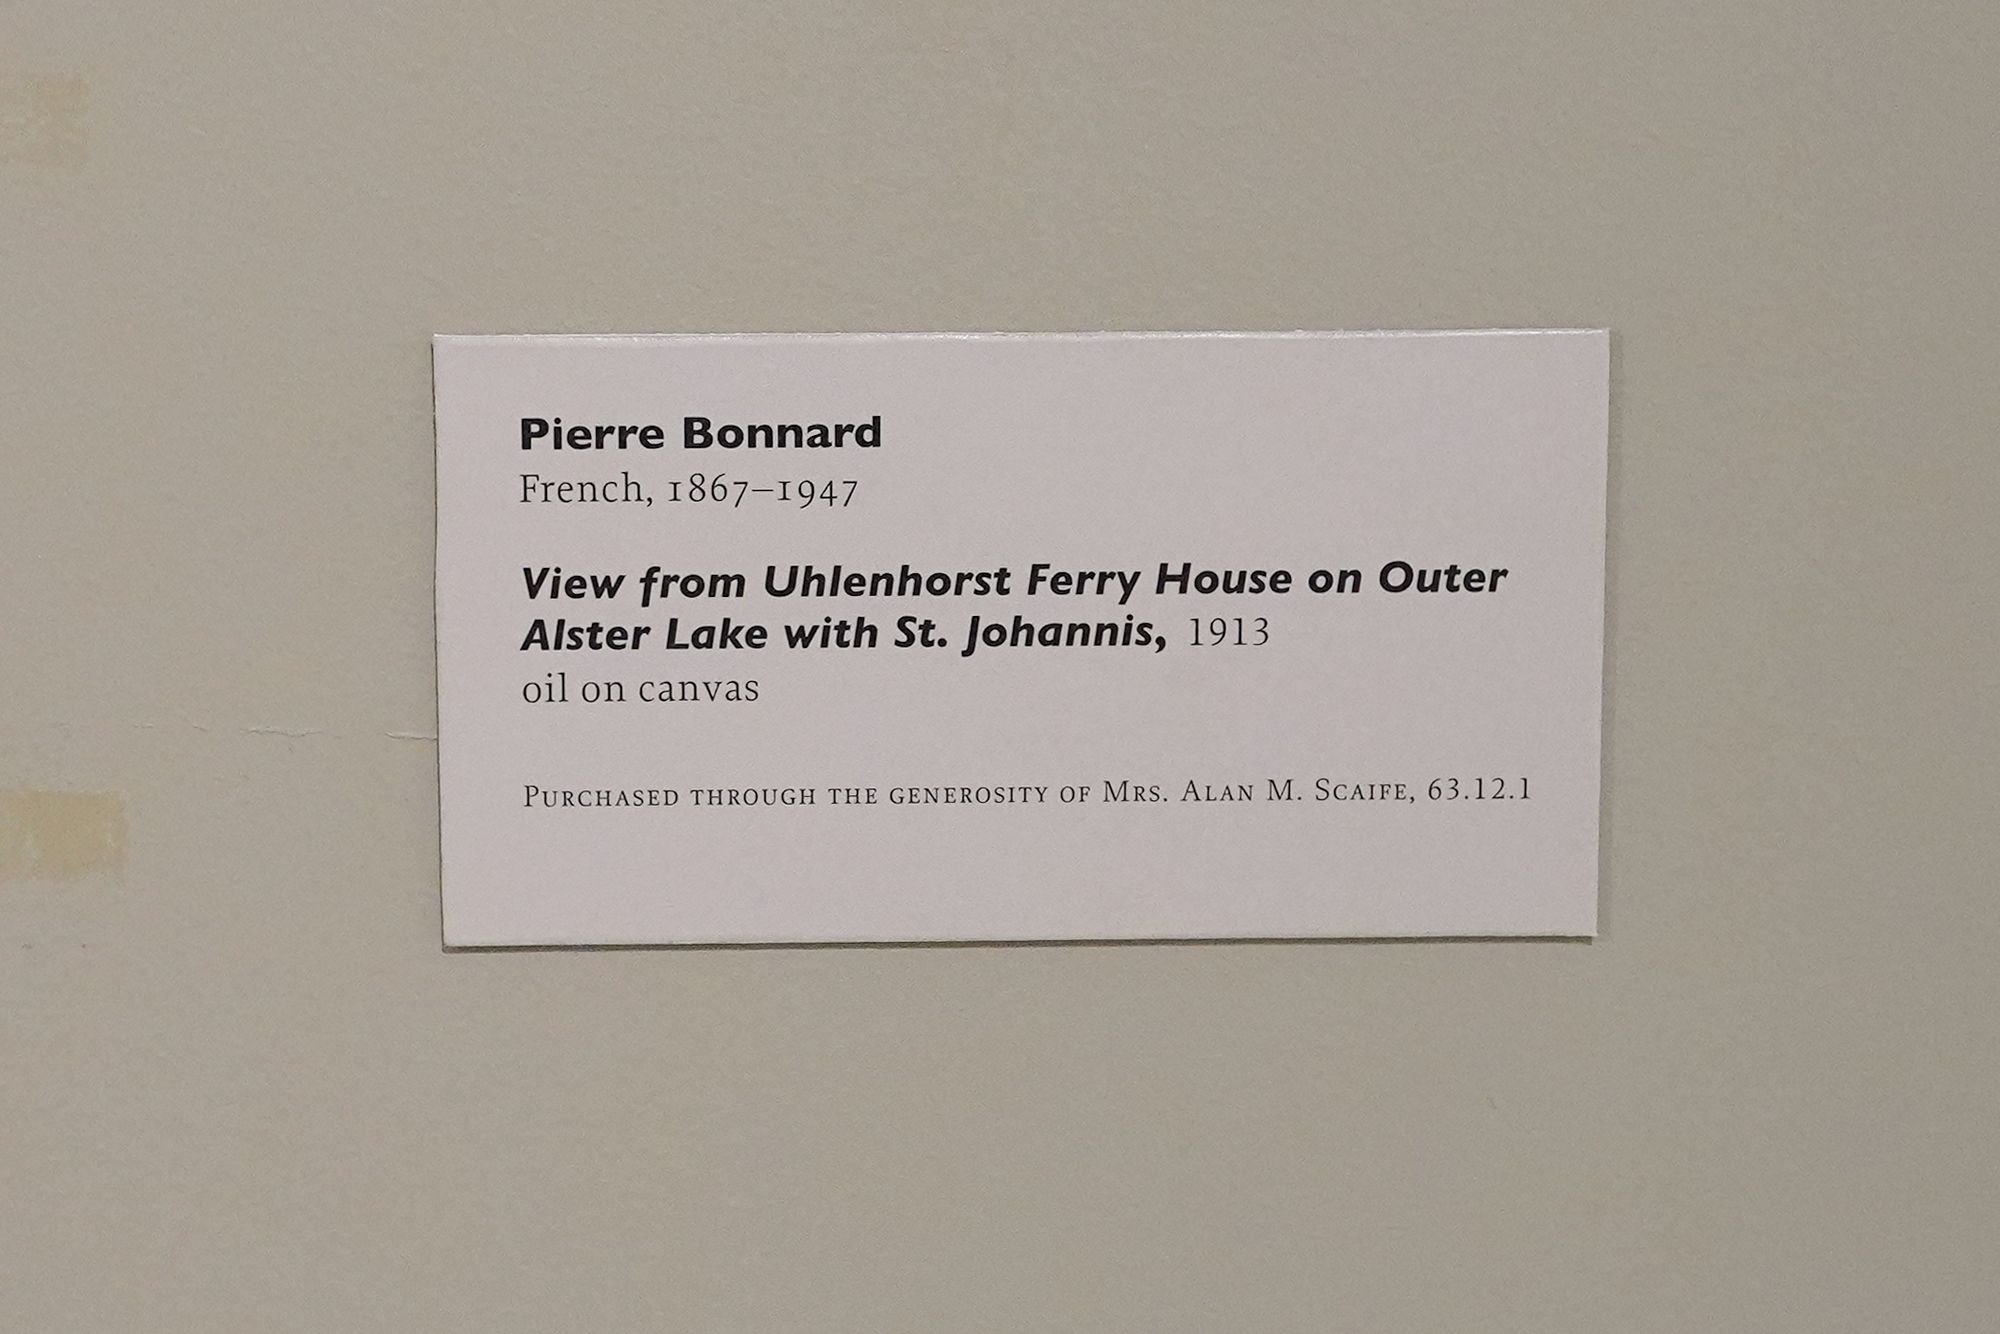 Pierre Bonnard
French, 1867–1947
View from Uhlenhorst Ferry House on Outer
Alster Lake with St. Johannis, 1913
oil on canvas
Purchased through the generosity of Mrs. Alan M. Scaife, 63.12.1